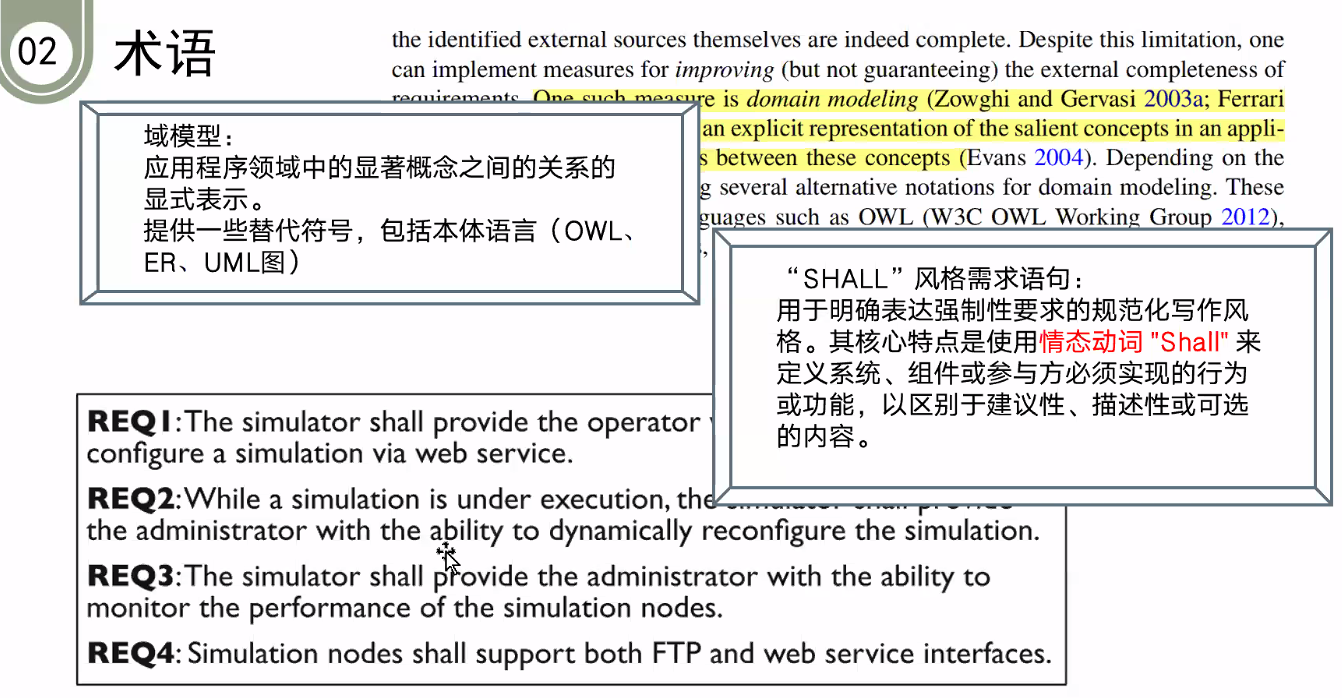 02 术语
the identified external sources themselves are indeed complete. Despite this limitation, one
can implement measures for improving (but not guaranteeing) the external completeness of
requirements. One such measure is domain modeling (Zowghi and Gervasi 2003a; Ferrari
an explicit representation of the salient concepts in an appli-
s between these concepts (Evans 2004). Depending on the
g several alternative notations for domain modeling. These
guages such as OWL (W3C OWL Working Group 2012),
域模型：
应用程序领域中的显著概念之间的关系的
显式表示。
提供一些替代符号，包括本体语言（OWL、
ER、UML图）
“SHALL”风格需求语句：
用于明确表达强制性要求的规范化写作风
格。其核心特点是使用情态动词 "Shall" 来
定义系统、组件或参与方必须实现的行为
或功能，以区别于建议性、描述性或可选
的内容。
REQ1: The simulator shall provide the operator
configure a simulation via web service.
REQ2: While a simulation is under execution, the simulator shall provide
the administrator with the ability to dynamically reconfigure the simulation.
REQ3: The simulator shall provide the administrator with the ability to
monitor the performance of the simulation nodes.
REQ4: Simulation nodes shall support both FTP and web service interfaces.